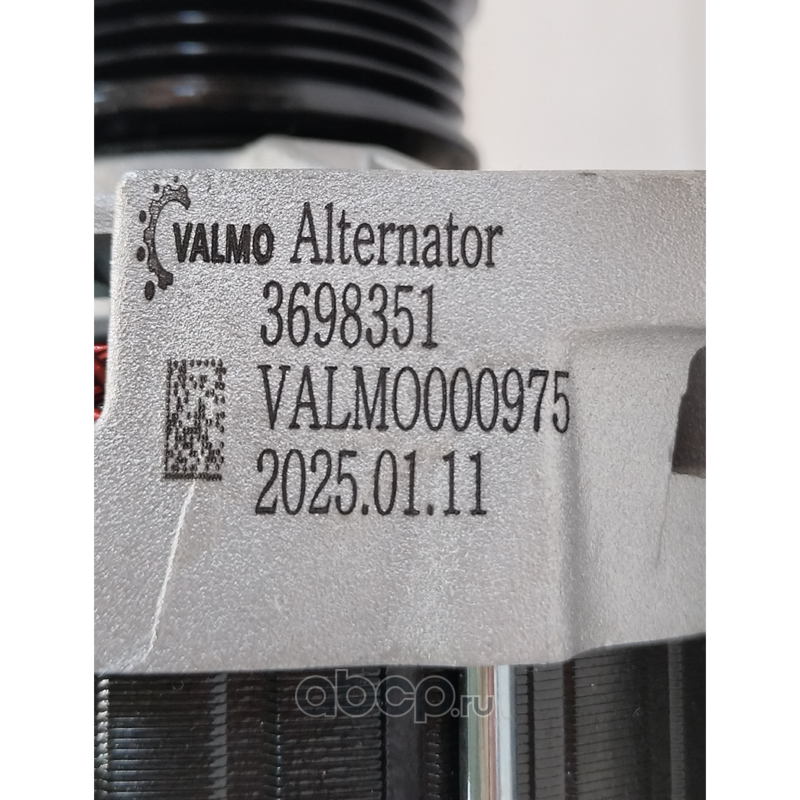 VALMO Alternator
3698351
VALMO000975
2025.01.11
abcp.ru